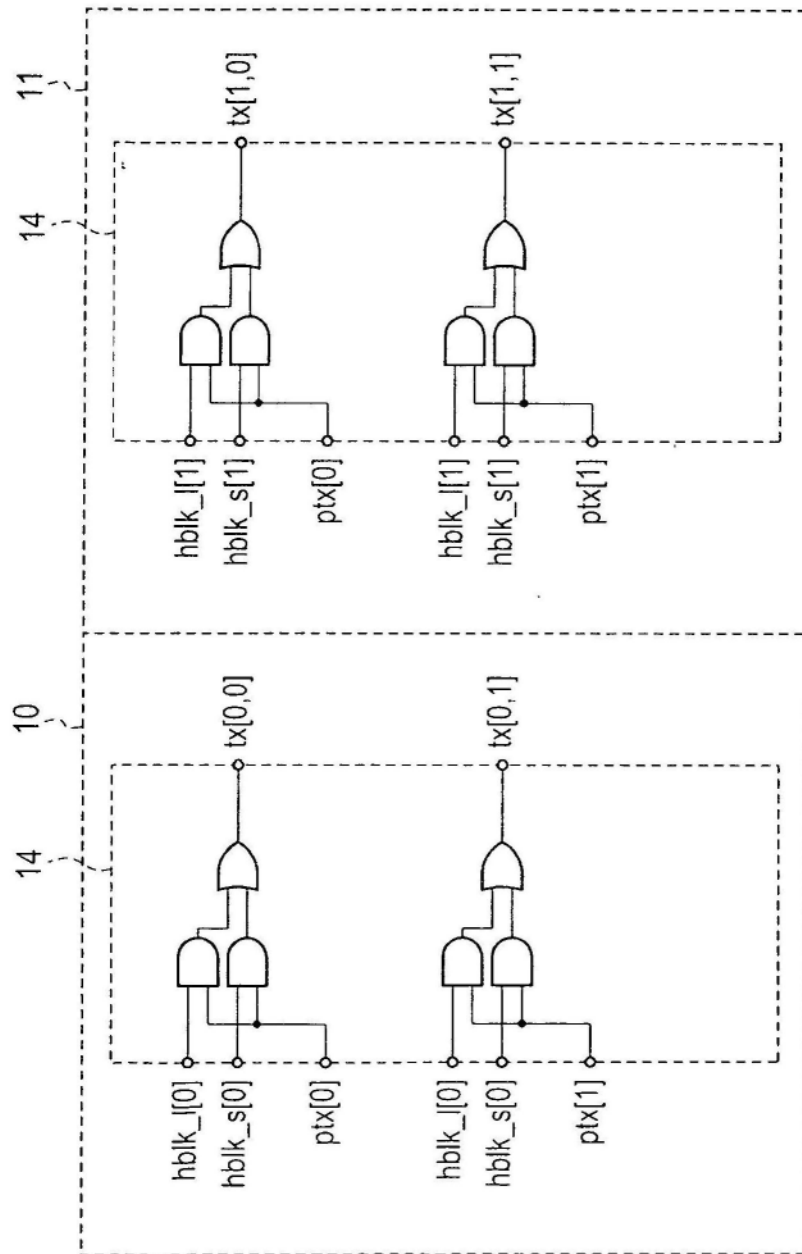 10
14
hblk_l[0]
hblk_s[0]
ptx[0]
tx[0,0]
hblk_l[0]
hblk_s[0]
ptx[1]
tx[0,1]
11
14
hblk_l[1]
hblk_s[1]
ptx[0]
tx[1,0]
hblk_l[1]
hblk_s[1]
ptx[1]
tx[1,1]